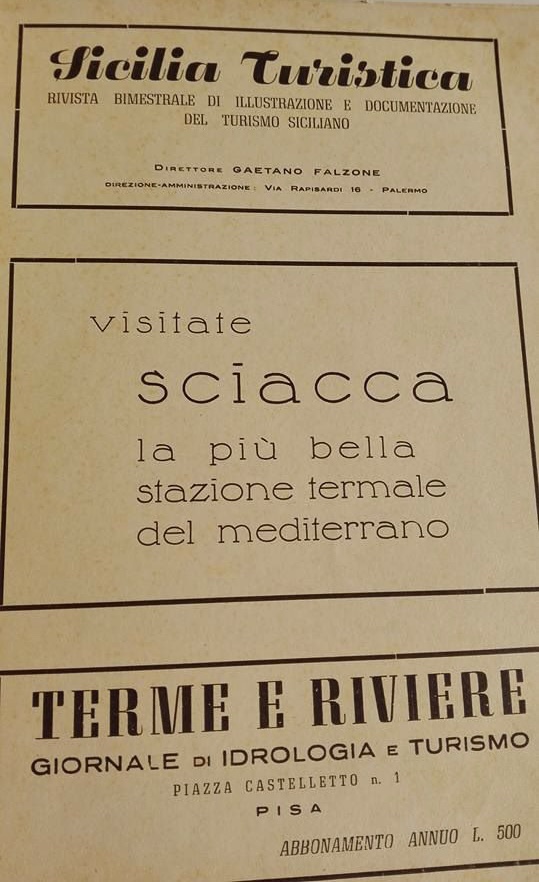 Sicilia Turistica
RIVISTA BIMESTRALE DI ILLUSTRAZIONE E DOCUMENTAZIONE
DEL TURISMO SICILIANO
DIRETTORE GAETANO FALZONE
DIREZIONE-AMMINISTRAZIONE: VIA RAPISARDI 16 - PALERMO
visitate
sciacca
la più bella
stazione termale
del mediterrano
TERME E RIVIERE
GIORNALE DI IDROLOGIA E TURISMO
PIAZZA CASTELLETTO n. 1
PISA
ABBONAMENTO ANNUO L. 500